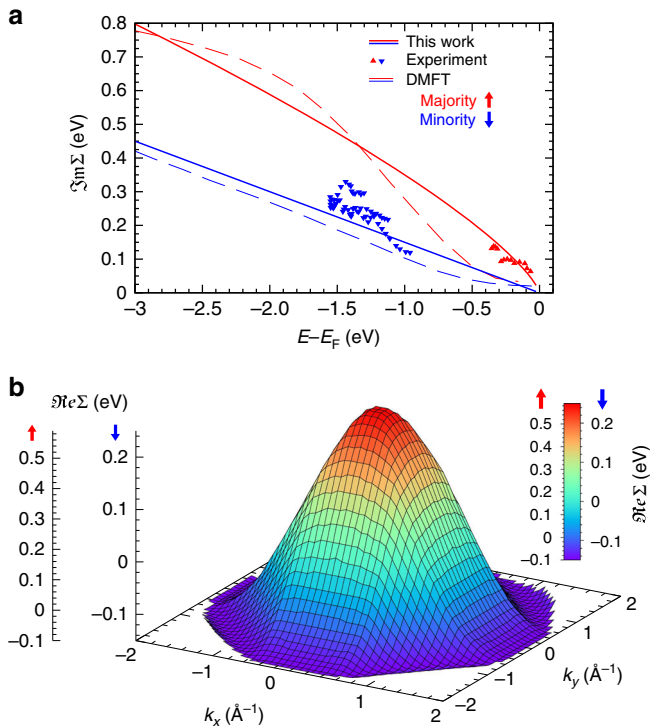 a
0.8
0.7
0.6
0.5
0.4
0.3
0.2
0.1
0
ℑmΣ (eV)
This work
Experiment
DMFT
Majority
Minority
−3 −2.5 −2.0 −1.5 −1.0 −0.5 0
E−E_F (eV)
b
ℜeΣ (eV)
0.5
0.4
0.3
0.2
0.1
0
−0.1
0.2
0.1
0
−0.1
0.5 0.2
0.4 0.1
0.3
0.2 0
0.1
−0.1 −0.1
ℜeΣ (eV)
−2 −1 0 1 2
k_x (Å⁻¹)
−2 −1 0 1 2
k_y (Å⁻¹)